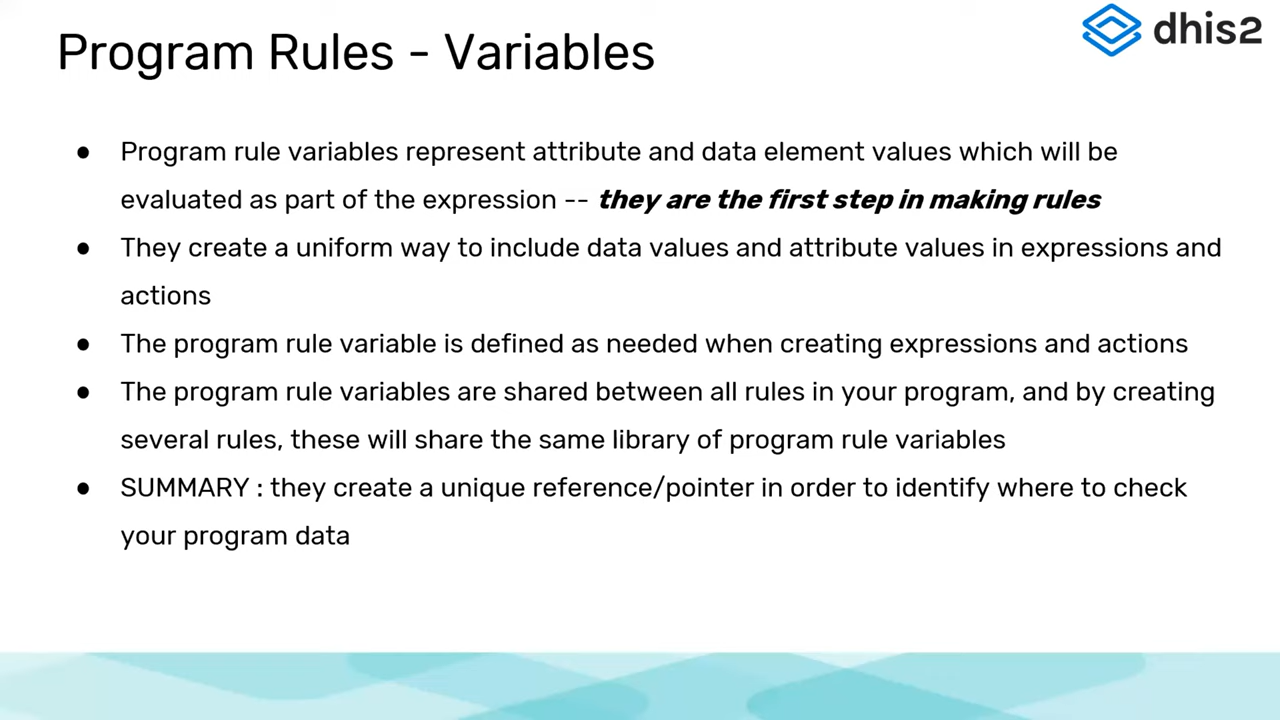 Program Rules - Variables
dhis2
● Program rule variables represent attribute and data element values which will be
evaluated as part of the expression -- they are the first step in making rules
● They create a uniform way to include data values and attribute values in expressions and
actions
● The program rule variable is defined as needed when creating expressions and actions
● The program rule variables are shared between all rules in your program, and by creating
several rules, these will share the same library of program rule variables
● SUMMARY : they create a unique reference/pointer in order to identify where to check
your program data